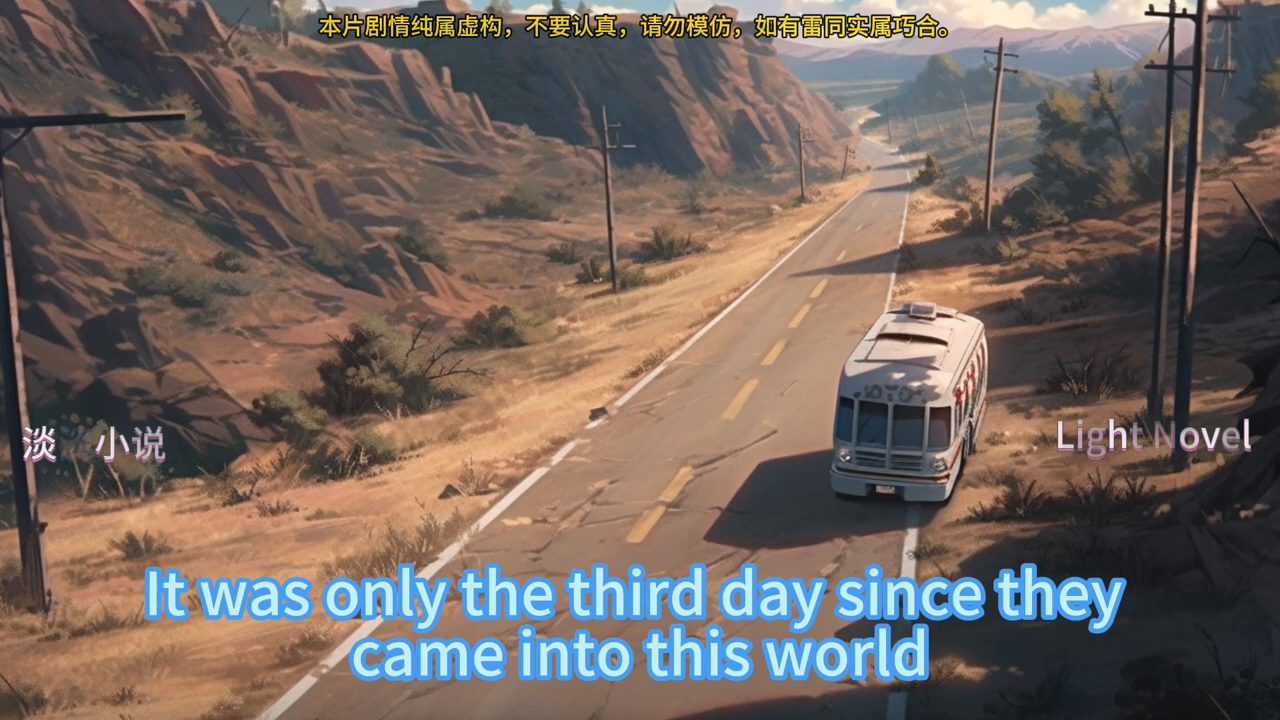 本片剧情纯属虚构，不要认真，请勿模仿，如有雷同实属巧合。
淡 小说
Light Novel
It was only the third day since they
came into this world